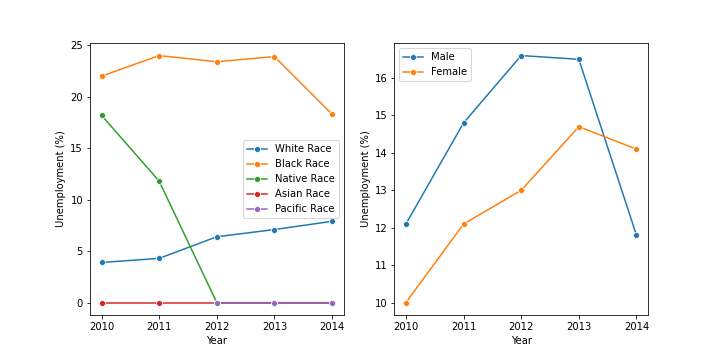 25
20
15
10
5
0
Unemployment (%)
White Race
Black Race
Native Race
Asian Race
Pacific Race
2010 2011 2012 2013 2014
Year
16
15
14
13
12
11
10
Unemployment (%)
Male
Female
2010 2011 2012 2013 2014
Year